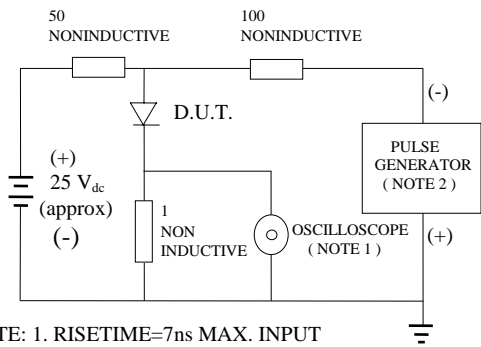 50
NONINDUCTIVE
100
NONINDUCTIVE
(-)
D.U.T.
PULSE
GENERATOR
( NOTE 2 )
(+)
25 Vdc
(approx)
(-)
1
NON
INDUCTIVE
OSCILLOSCOPE
( NOTE 1 )
(+)
TE: 1. RISETIME=7ns MAX. INPUT